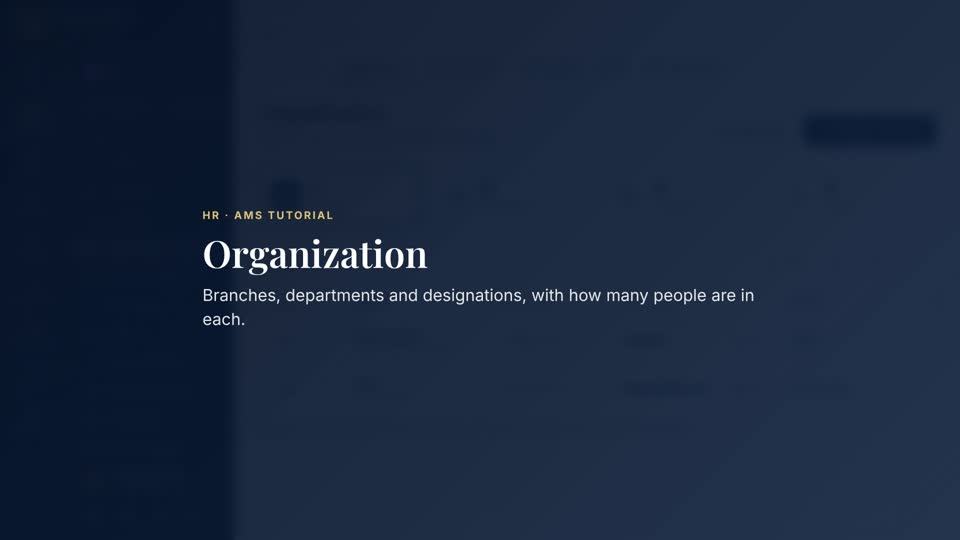 HR · AMS TUTORIAL
Organization
Branches, departments and designations, with how many people are in
each.